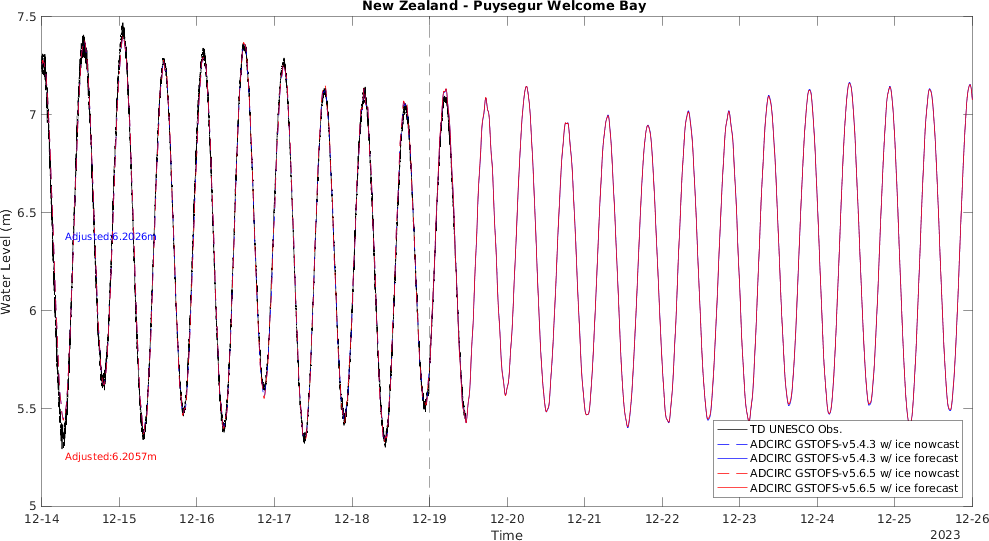 New Zealand - Puysegur Welcome Bay
7.5
7
6.5
6
5.5
5
Water Level (m)
Adjusted:6.2026m
Adjusted:6.2057m
TD UNESCO Obs.
ADCIRC GSTOFS-v5.4.3 w/ ice nowcast
ADCIRC GSTOFS-v5.4.3 w/ ice forecast
ADCIRC GSTOFS-v5.6.5 w/ ice nowcast
ADCIRC GSTOFS-v5.6.5 w/ ice forecast
12-14 12-15 12-16 12-17 12-18 12-19 12-20 12-21 12-22 12-23 12-24 12-25 12-26
Time
2023